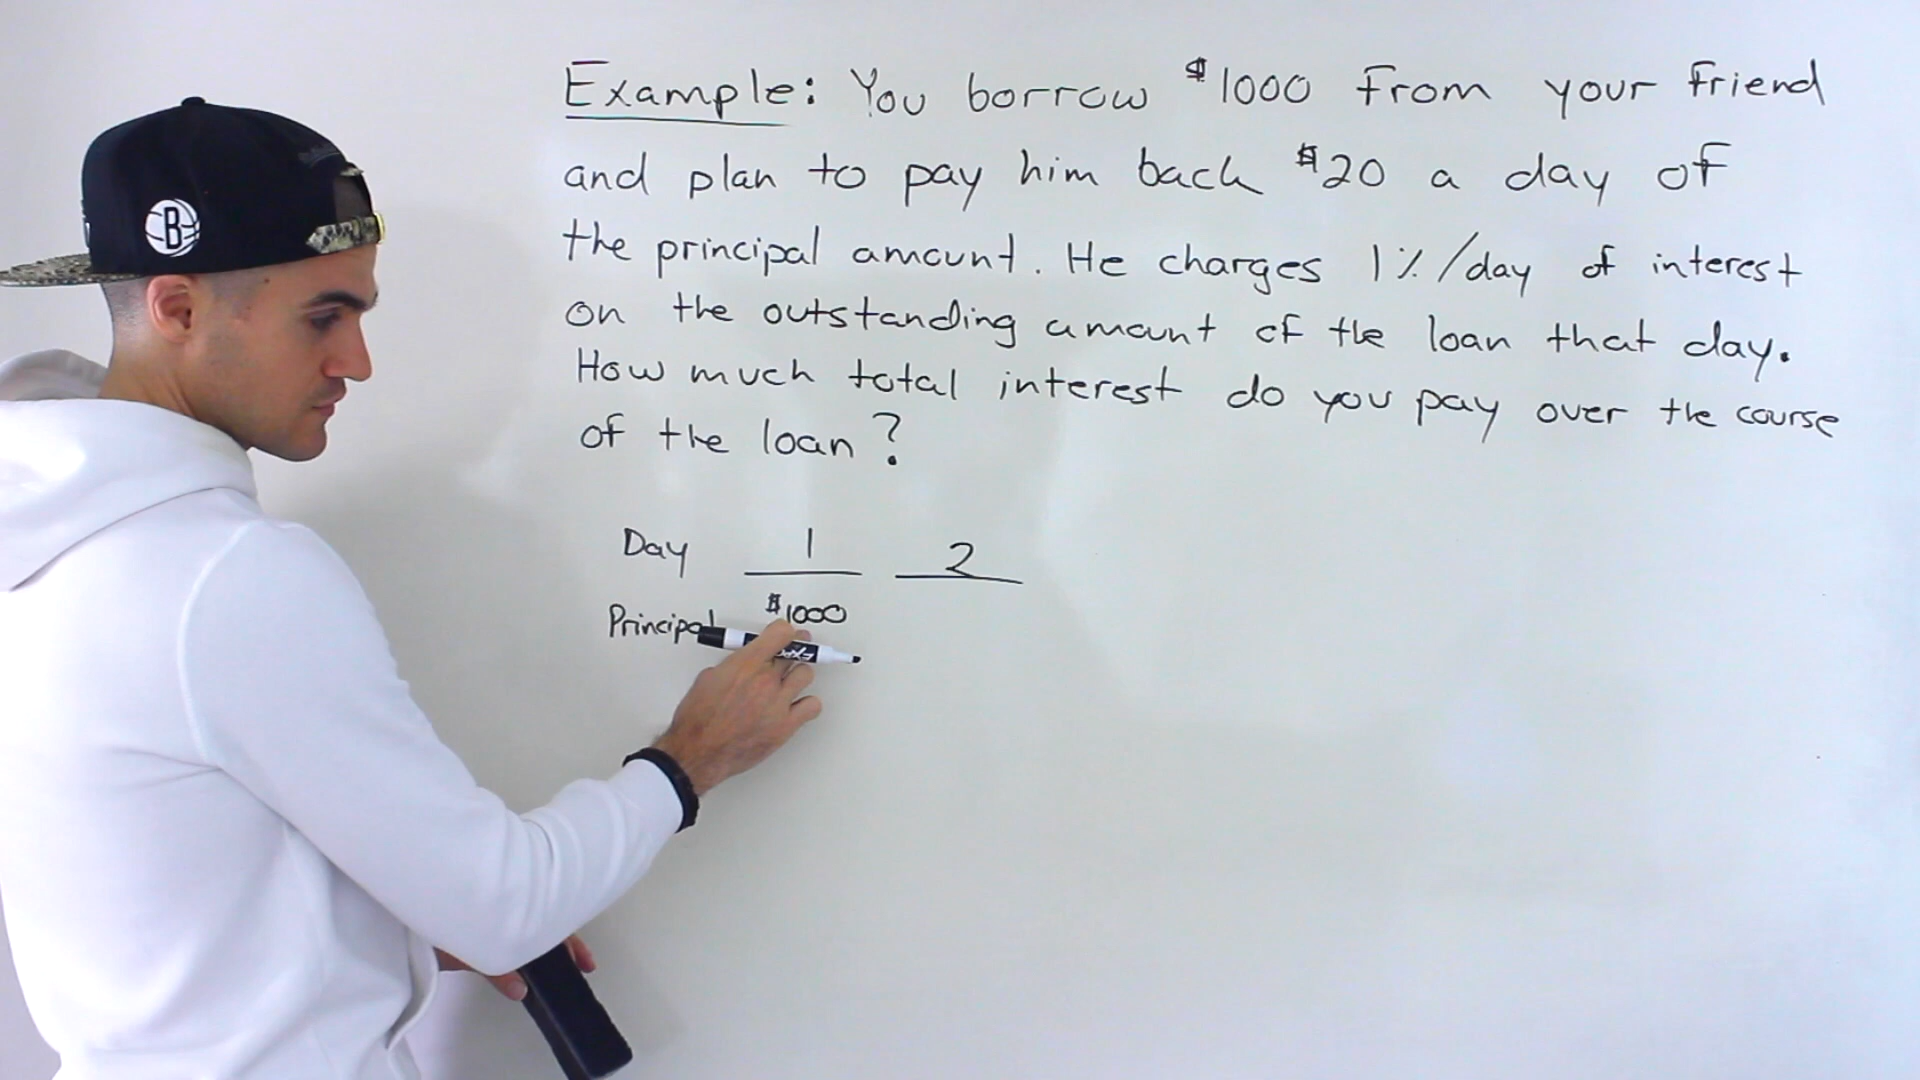 Example: You borrow $1000 from your friend
and plan to pay him back $20 a day of
the principal amount. He charges 1%/day of interest
on the outstanding amount of the loan that day.
How much total interest do you pay over the course
of the loan?
Day 1 2
Principal $1000
EXPO
B